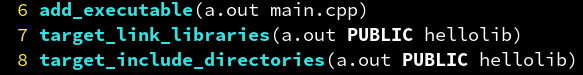 6 add_executable(a.out main.cpp)
7 target_link_libraries(a.out PUBLIC hellolib)
8 target_include_directories(a.out PUBLIC hellolib)